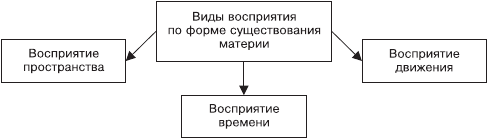 Виды восприятия
по форме существования
материи
Восприятие
пространства
Восприятие
движения
Восприятие
времени